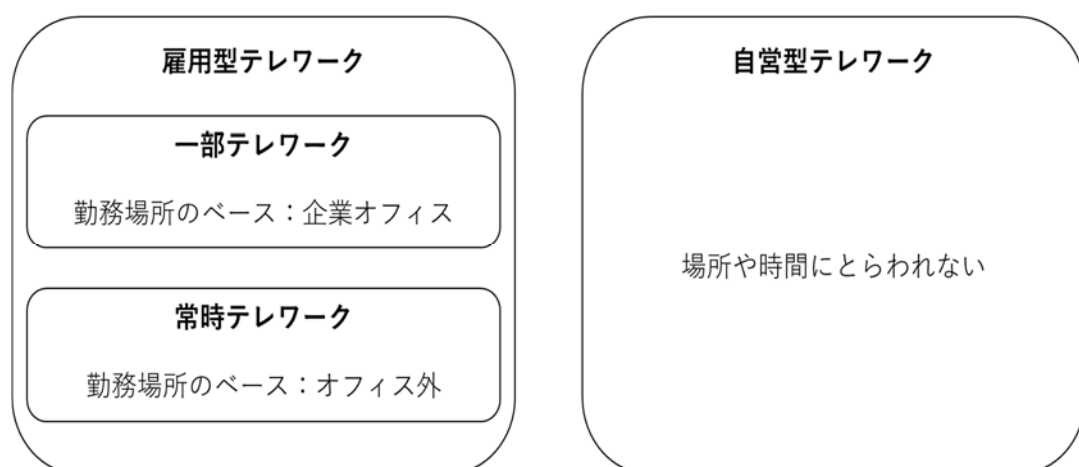 雇用型テレワーク
一部テレワーク
勤務場所のベース：企業オフィス
常時テレワーク
勤務場所のベース：オフィス外
自営型テレワーク
場所や時間にとらわれない